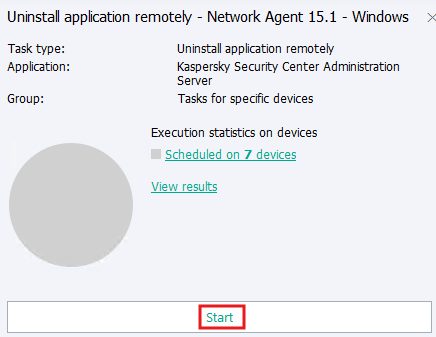 Uninstall application remotely - Network Agent 15.1 - Windows
Task type: Uninstall application remotely
Application: Kaspersky Security Center Administration
Server
Group: Tasks for specific devices
Execution statistics on devices
Scheduled on 7 devices
View results
Start